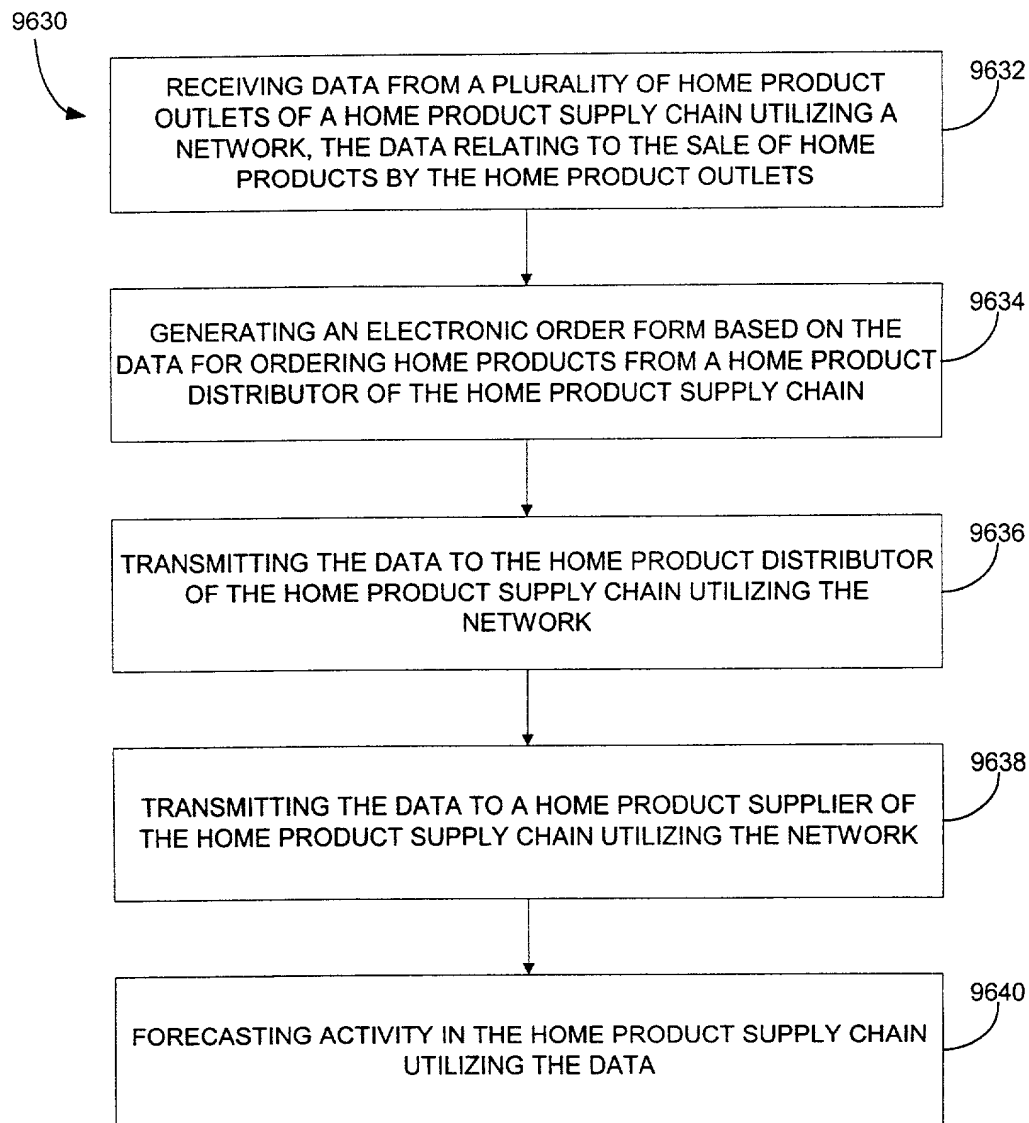 9630
RECEIVING DATA FROM A PLURALITY OF HOME PRODUCT
OUTLETS OF A HOME PRODUCT SUPPLY CHAIN UTILIZING A
NETWORK, THE DATA RELATING TO THE SALE OF HOME
PRODUCTS BY THE HOME PRODUCT OUTLETS
9632
GENERATING AN ELECTRONIC ORDER FORM BASED ON THE
DATA FOR ORDERING HOME PRODUCTS FROM A HOME PRODUCT
DISTRIBUTOR OF THE HOME PRODUCT SUPPLY CHAIN
9634
TRANSMITTING THE DATA TO THE HOME PRODUCT DISTRIBUTOR
OF THE HOME PRODUCT SUPPLY CHAIN UTILIZING THE
NETWORK
9636
TRANSMITTING THE DATA TO A HOME PRODUCT SUPPLIER OF
THE HOME PRODUCT SUPPLY CHAIN UTILIZING THE NETWORK
9638
FORECASTING ACTIVITY IN THE HOME PRODUCT SUPPLY CHAIN
UTILIZING THE DATA
9640